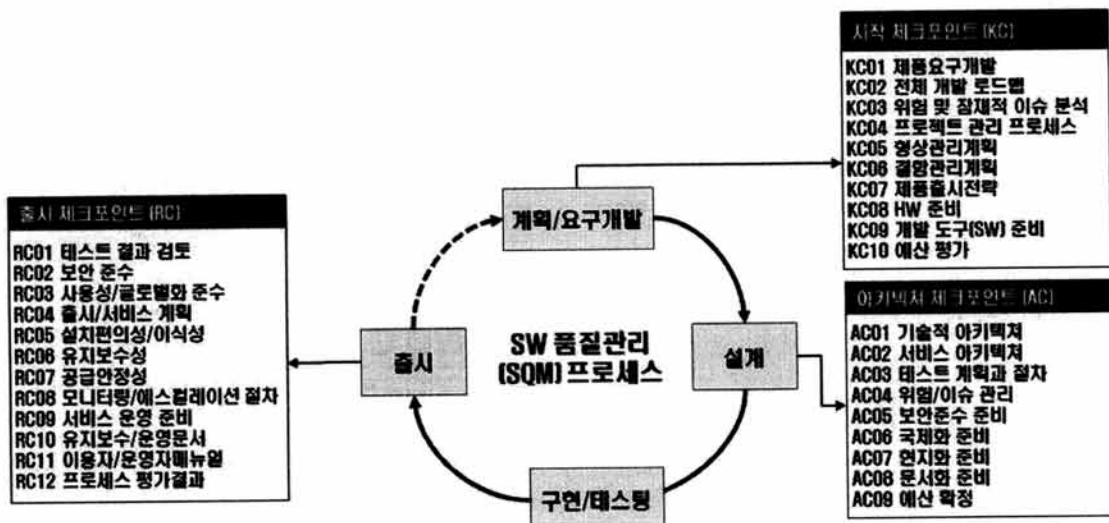 시작 체크포인트 (KC)
KC01 제품요구개발
KC02 전체 개발 로드맵
KC03 위험 및 잠재적 이슈 분석
KC04 프로젝트 관리 프로세스
KC05 형상관리계획
KC06 결함관리계획
KC07 제품출시전략
KC08 HW 준비
KC09 개발 도구(SW) 준비
KC10 예산 평가
출시 체크포인트 (RC)
RC01 테스트 결과 검토
RC02 보안 준수
RC03 사용성/글로벌화 준수
RC04 출시/서비스 계획
RC05 설치편의성/이식성
RC06 유지보수성
RC07 공급안정성
RC08 모니터링/에스컬레이션 절차
RC09 서비스 운영 준비
RC10 유지보수/운영문서
RC11 이용자/운영자메뉴얼
RC12 프로세스 평가결과
계획/요구개발
SW 품질관리
(SQM) 프로세스
출시
설계
구현/테스팅
아키텍쳐 체크포인트 (AC)
AC01 기술적 아키텍쳐
AC02 서비스 아키텍쳐
AC03 테스트 계획과 절차
AC04 위험/이슈 관리
AC05 보안준수 준비
AC06 국제화 준비
AC07 현지화 준비
AC08 문서화 준비
AC09 예산 확정